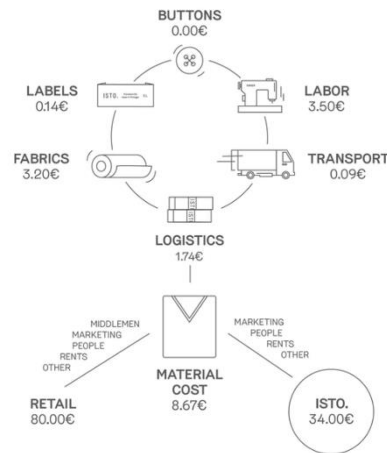 BUTTONS
0.00€
LABELS
0.14€
ISTO.
LABOR
3.50€
FABRICS
3.20€
TRANSPORT
0.09€
LOGISTICS
1.74€
MIDDLEMEN
MARKETING
PEOPLE
RENTS
OTHER
MARKETING
PEOPLE
RENTS
OTHER
MATERIAL
COST
8.67€
RETAIL
80.00€
ISTO.
34.00€